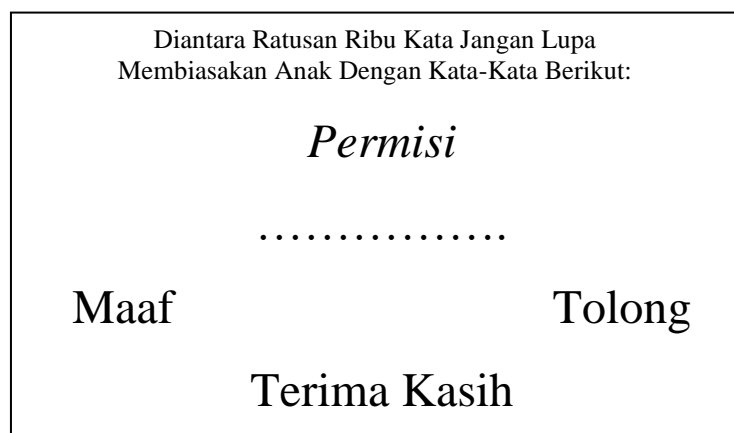 Diantara Ratusan Ribu Kata Jangan Lupa
Membiasakan Anak Dengan Kata-Kata Berikut:
Permisi
…………….
Maaf Tolong
Terima Kasih